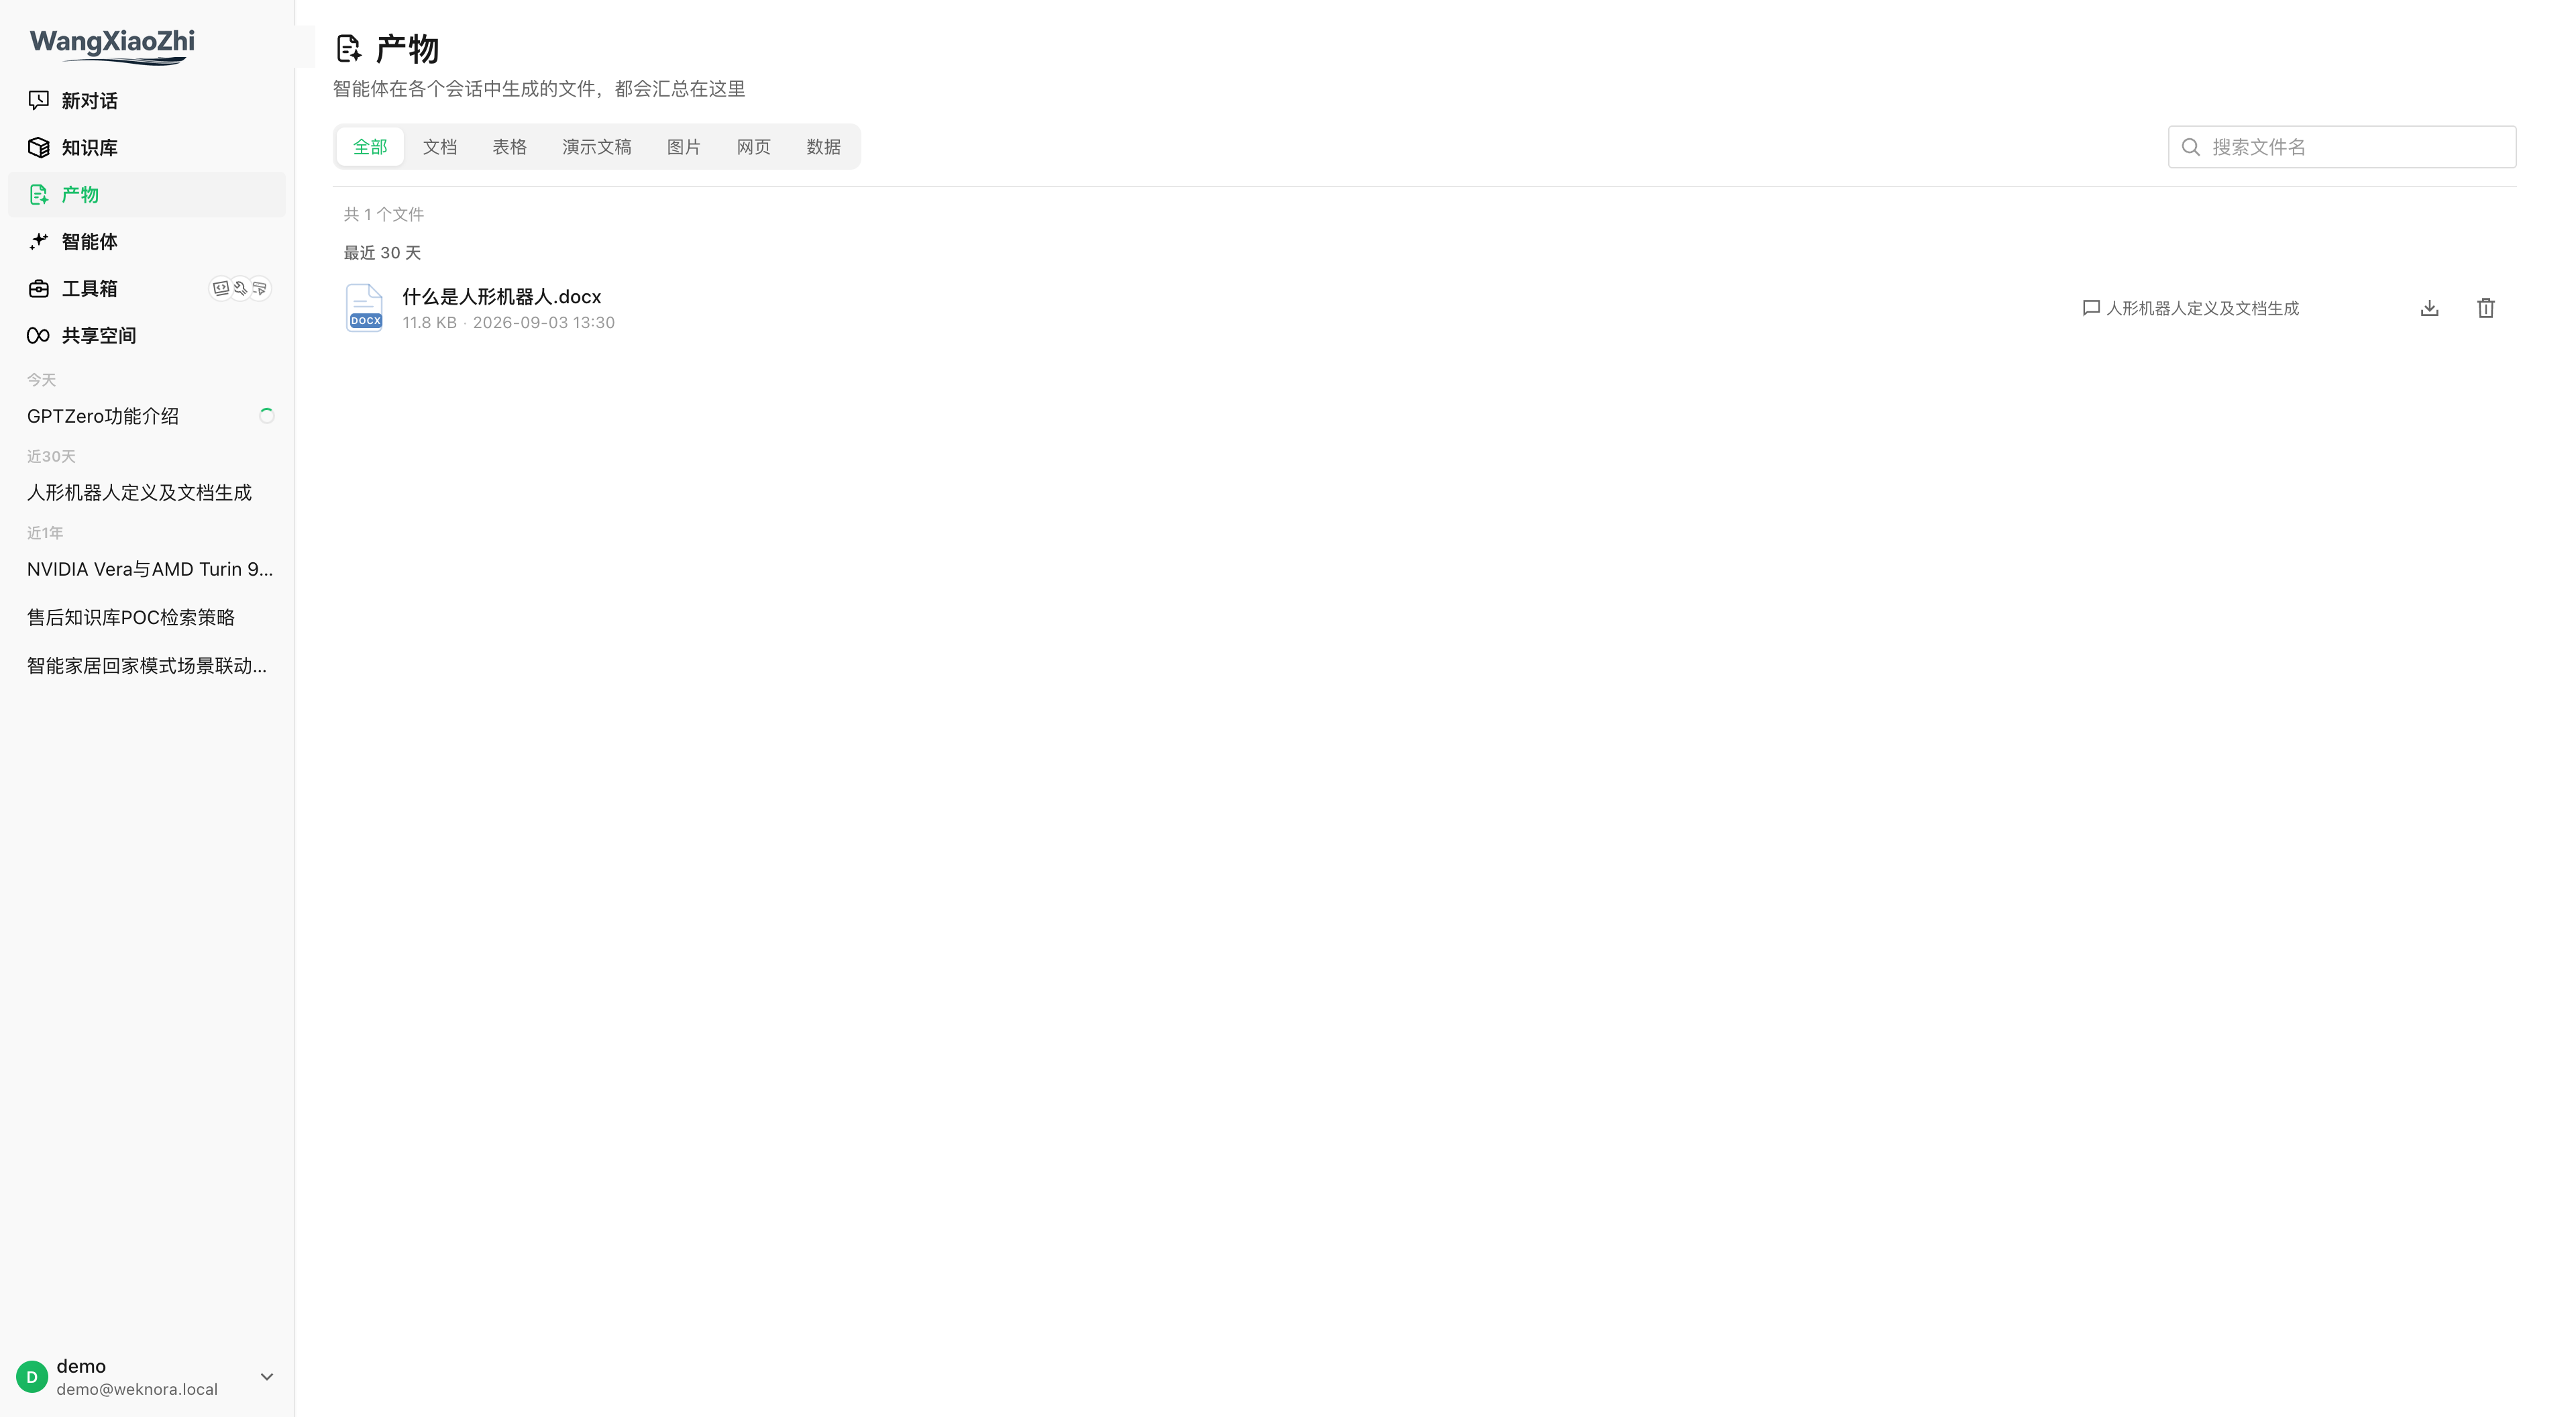 WangXiaoZhi
新对话
知识库
产物
智能体
工具箱
共享空间
今天
GPTZero功能介绍
近30天
人形机器人定义及文档生成
近1年
NVIDIA Vera与AMD Turin 9...
售后知识库POC检索策略
智能家居回家模式场景联动...
D
demo
demo@weknora.local
产物
智能体在各个会话中生成的文件，都会汇总在这里
全部 文档 表格 演示文稿 图片 网页 数据
搜索文件名
共 1 个文件
最近 30 天
DOCX
什么是人形机器人.docx
11.8 KB · 2026-09-03 13:30
人形机器人定义及文档生成